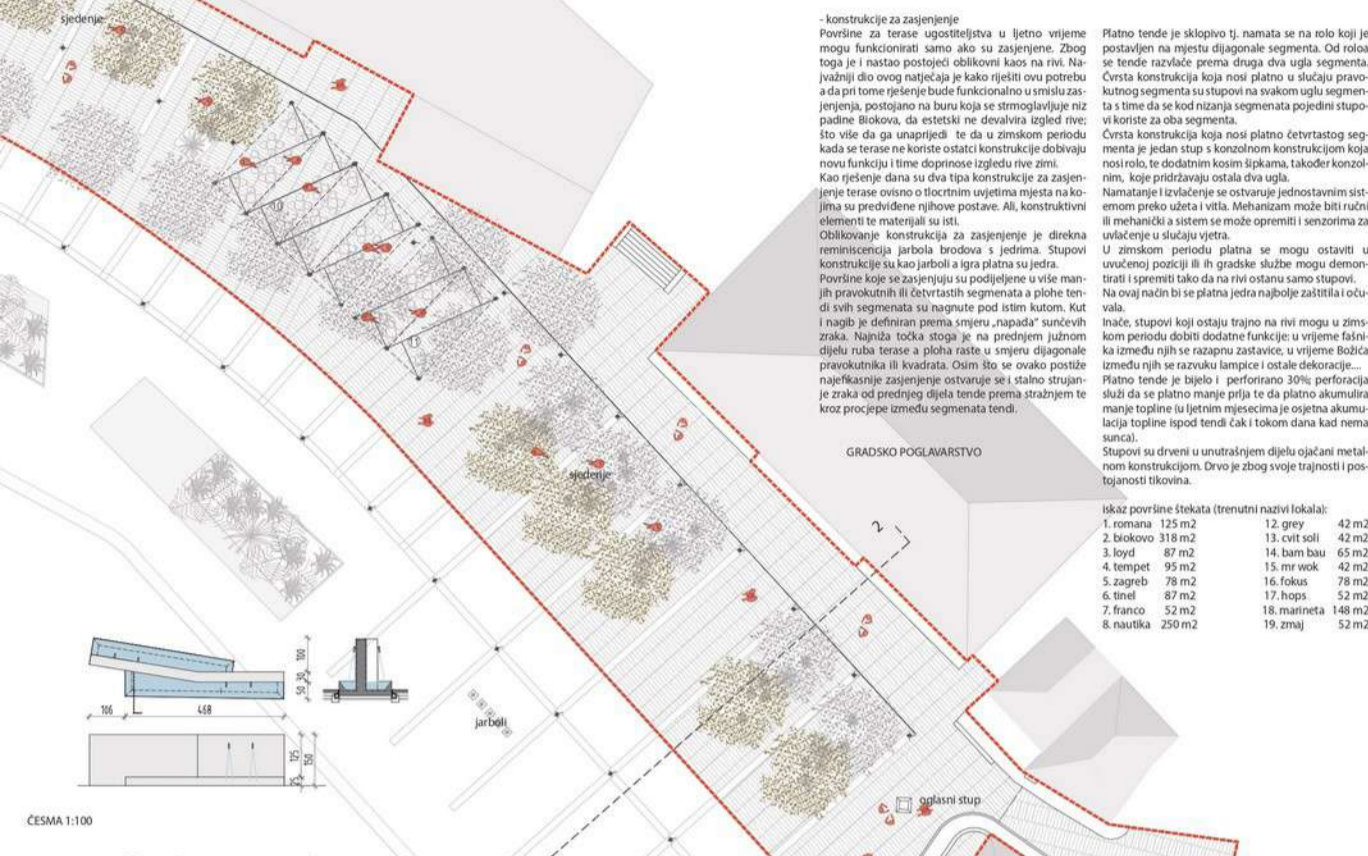 sjedenje
10
11
sjedenje
2
jarboli
oglasni stup
GRADSKO POGLAVARSTVO
100
30
50
106
468
125
150
25
ČESMA 1:100
- konstrukcije za zasjenjenje
Površine za terase ugostiteljstva u ljetno vrijeme
mogu funkcionirati samo ako su zasjenjene. Zbog
toga je i nastao postojeći oblikovni kaos na rivi. Na-
jvažniji dio ovog natječaja je kako riješiti ovu potrebu
a da pri tome rješenje bude funkcionalno u smislu zas-
jenjenja, postojano na buru koja se strmoglavljuje niz
padine Biokova, da estetski ne devalvira izgled rive;
što više da ga unaprijedi te da u zimskom periodu
kada se terase ne koriste ostatci konstrukcije dobivaju
novu funkciju i time doprinose izgledu rive zimi.
Kao rješenje dana su dva tipa konstrukcije za zasjen-
jenje terase ovisno o tlocrtnim uvjetima mjesta na ko-
jima su predviđene njihove postave. Ali, konstruktivni
elementi te materijali su isti.
Oblikovanje konstrukcija za zasjenjenje je direkna
reminiscencija jarbola brodova s jedrima. Stupovi
konstrukcije su kao jarboli a igra platna su jedra.
Površine koje se zasjenjuju su podijeljene u više man-
jih pravokutnih ili četvrtastih segmenata a plohe ten-
di svih segmenata su nagnute pod istim kutom. Kut
i nagib je definiran prema smjeru „napada" sunčevih
zraka. Najniža točka stoga je na prednjem južnom
dijelu ruba terase a ploha raste u smjeru dijagonale
pravokutnika ili kvadrata. Osim što se ovako postiže
najefikasnije zasjenjenje ostvaruje se i stalno strujan-
je zraka od prednjeg dijela tende prema stražnjem te
kroz procjepe između segmenata tendi.
Platno tende je sklopivo tj. namata se na rolo koji je
postavljen na mjestu dijagonale segmenta. Od roloa
se tende razvlače prema druga dva ugla segmenta.
Čvrsta konstrukcija koja nosi platno u slučaju pravo-
kutnog segmenta su stupovi na svakom uglu segmen-
ta s time da se kod nizanja segmenata pojedini stupo-
vi koriste za oba segmenta.
Čvrsta konstrukcija koja nosi platno četvrtastog seg-
menta je jedan stup s konzolnom konstrukcijom koja
nosi rolo, te dodatnim kosim šipkama, također konzol-
nim, koje pridržavaju ostala dva ugla.
Namatanje i izvlačenje se ostvaruje jednostavnim sist-
emom preko užeta i vitla. Mehanizam može biti ručni
ili mehanički a sistem se može opremiti i senzorima za
uvlačenje u slučaju vjetra.
U zimskom periodu platna se mogu ostaviti u
uvučenoj poziciji ili ih gradske službe mogu demon-
tirati i spremiti tako da na rivi ostanu samo stupovi.
Na ovaj način bi se platna jedra najbolje zaštitila i oču-
vala.
Inače, stupovi koji ostaju trajno na rivi mogu u zims-
kom periodu dobiti dodatne funkcije: u vrijeme fašni-
ka između njih se razapnu zastavice, u vrijeme Božića
između njih se razvuku lampice i ostale dekoracije....
Platno tende je bijelo i perforirano 30%; perforacija
služi da se platno manje prlja te da platno akumulira
manje topline (u ljetnim mjesecima je osjetna akumu
lacija topline ispod tendi čak i tokom dana kad nema
sunca).
Stupovi su drveni u unutrašnjem dijelu ojačani metal-
nom konstrukcijom. Drvo je zbog svoje trajnosti i pos-
tojanosti tikovina.
iskaz površine štekata (trenutni nazivi lokala):
1. romana 125 m2
2. biokovo 318 m2
3. loyd 87 m2
4. tempet 95 m2
5. zagreb 78 m2
6. tinel 87 m2
7. franco 52 m2
8. nautika 250 m2
12. grey 42 m2
13. cvit soli 42 m2
14. bam bau 65 m2
15. mr wok 42 m2
16. fokus 78 m2
17. hops 52 m2
18. marineta 148 m2
19. zmaj 52 m2